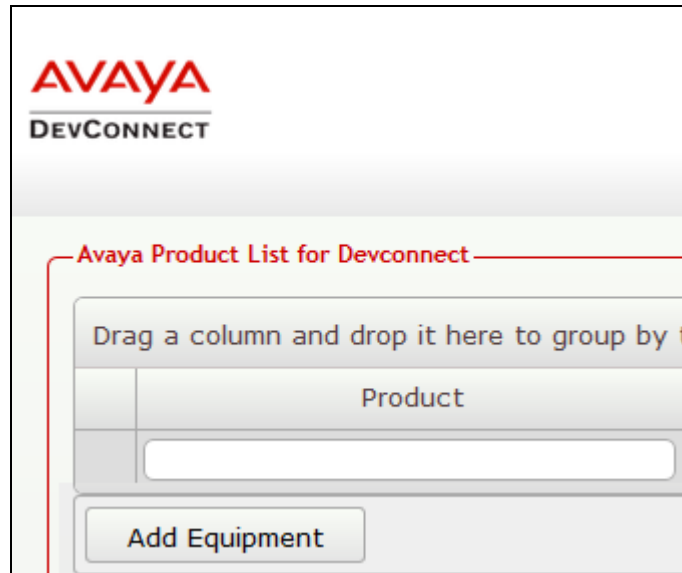 AVAYA
DEVCONNECT
Avaya Product List for Devconnect
Drag a column and drop it here to group by
Product
Add Equipment